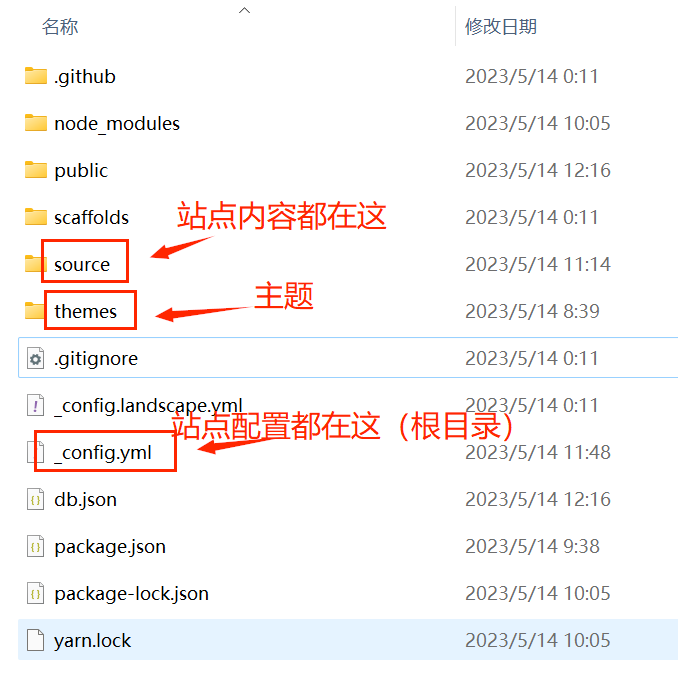 名称 修改日期
.github 2023/5/14 0:11
node_modules 2023/5/14 10:05
public 2023/5/14 12:16
scaffolds 2023/5/14 0:11
站点内容都在这
source 2023/5/14 11:14
主题
themes 2023/5/14 8:39
.gitignore 2023/5/14 0:11
_config.landscape.yml 2023/5/14 0:11
站点配置都在这（根目录）
_config.yml 2023/5/14 11:48
db.json 2023/5/14 12:16
package.json 2023/5/14 9:38
package-lock.json 2023/5/14 10:05
yarn.lock 2023/5/14 10:05